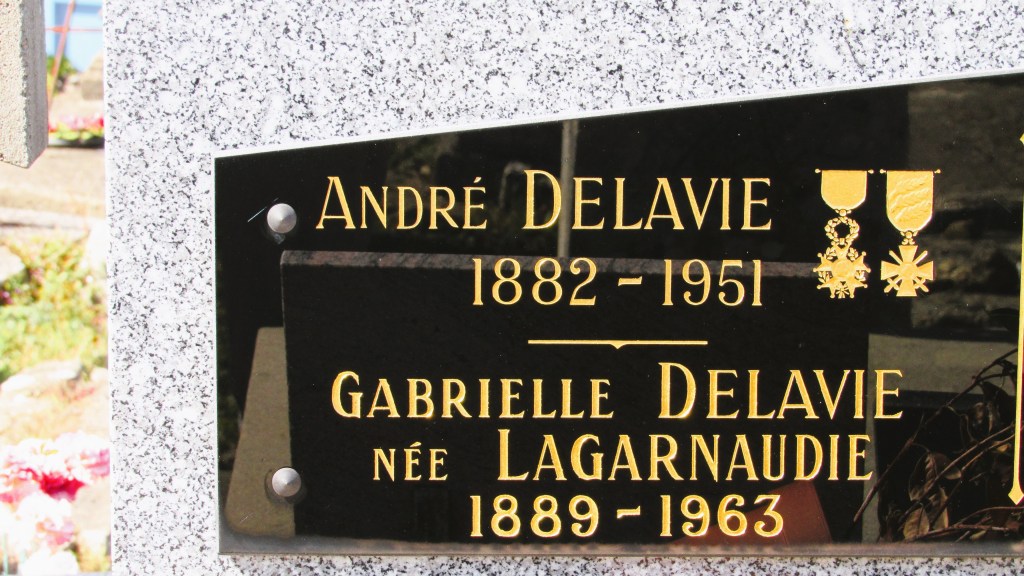 ANDRÉ DELAVIE
1882 - 1951
GABRIELLE DELAVIE
NÉE LAGARNAUDIE
1889 - 1963